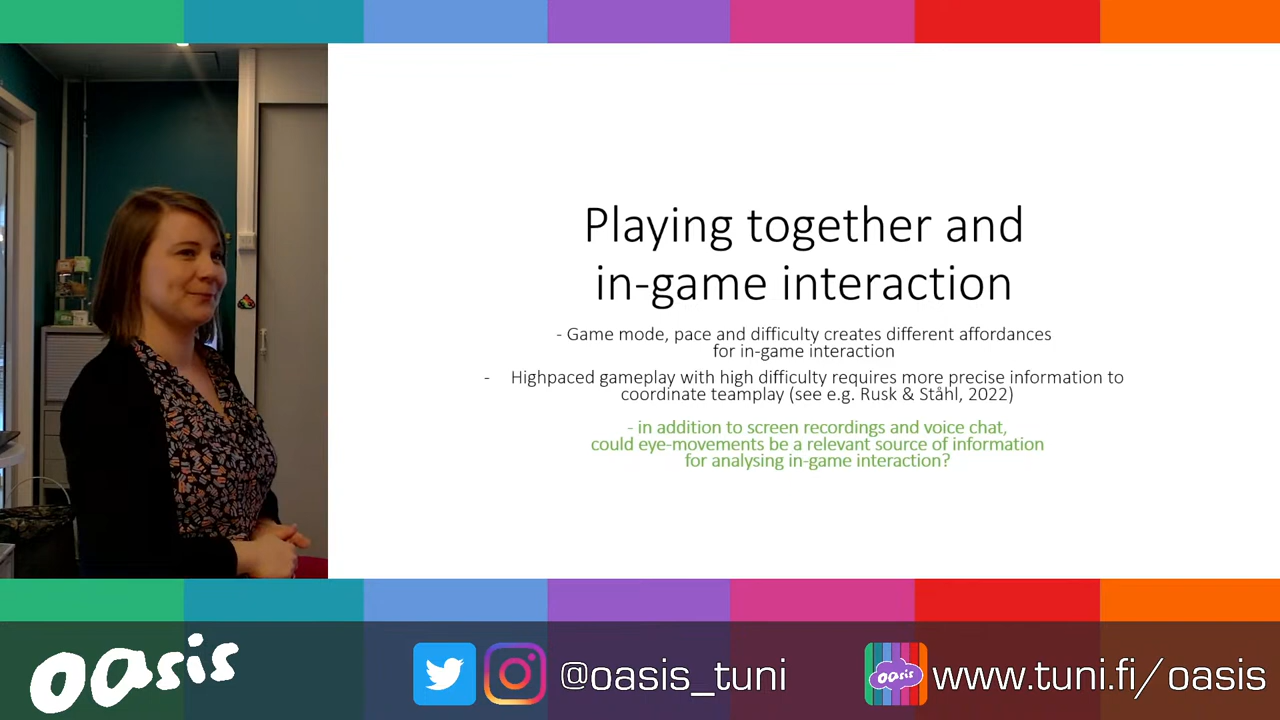 Playing together and
in-game interaction
- Game mode, pace and difficulty creates different affordances
for in-game interaction
- Highpaced gameplay with high difficulty requires more precise information to
coordinate teamplay (see e.g. Rusk & Ståhl, 2022)
- in addition to screen recordings and voice chat,
could eye-movements be a relevant source of information
for analysing in-game interaction?
oasis
@oasis_tuni
oasis
www.tuni.fi/oasis